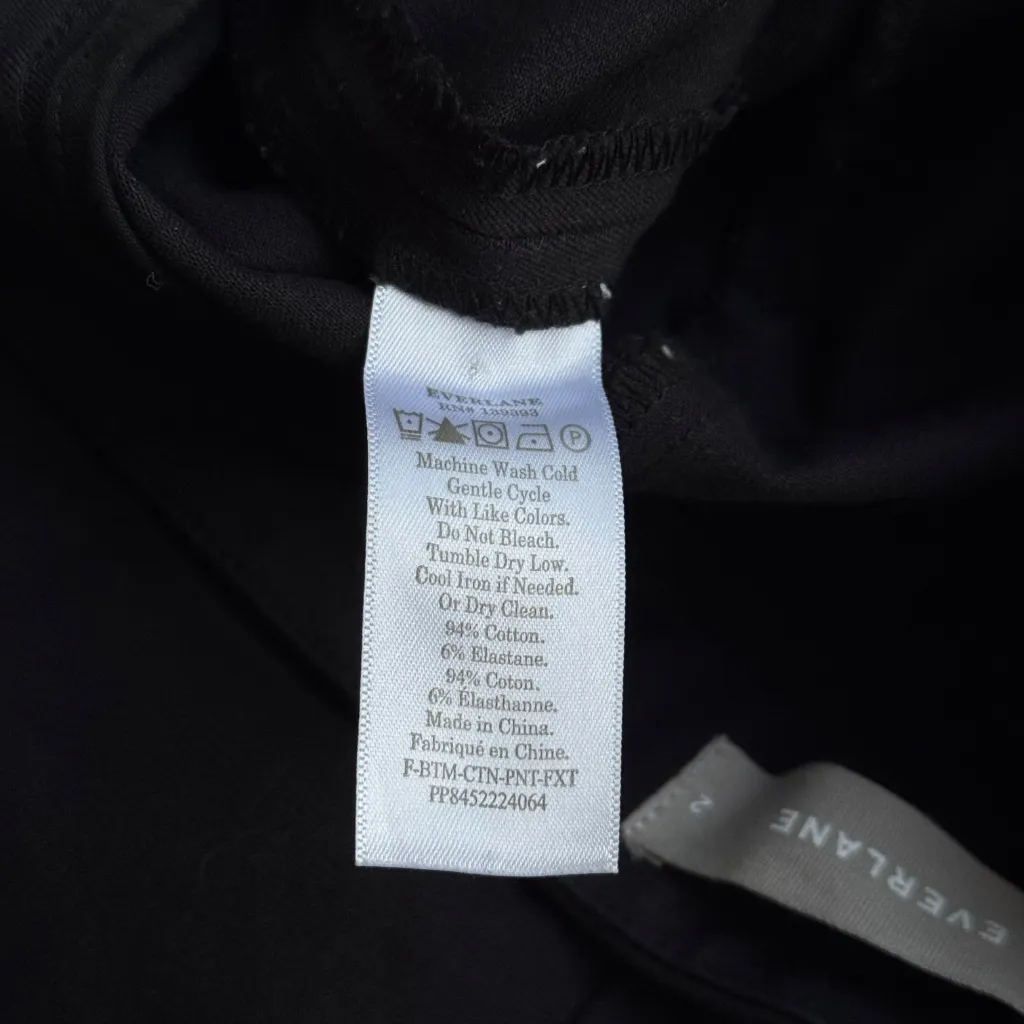 EVERLANE
RN# 139393
P
Machine Wash Cold
Gentle Cycle
With Like Colors.
Do Not Bleach.
Tumble Dry Low.
Cool Iron if Needed.
Or Dry Clean.
94% Cotton.
6% Elastane.
94% Coton.
6% Élasthanne.
Made in China.
Fabriqué en Chine.
F-BTM-CTN-PNT-FXT
PP8452224064
2
EVERLANE